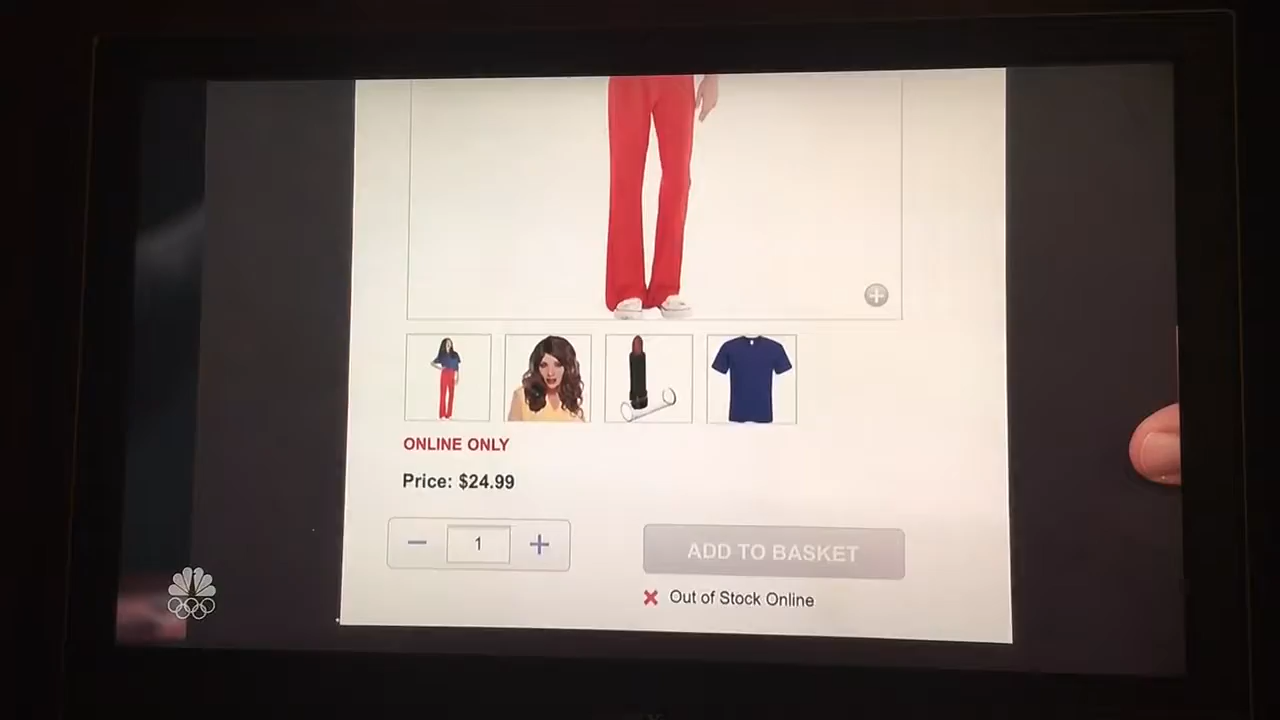 ONLINE ONLY
Price: $24.99
1
ADD TO BASKET
Out of Stock Online